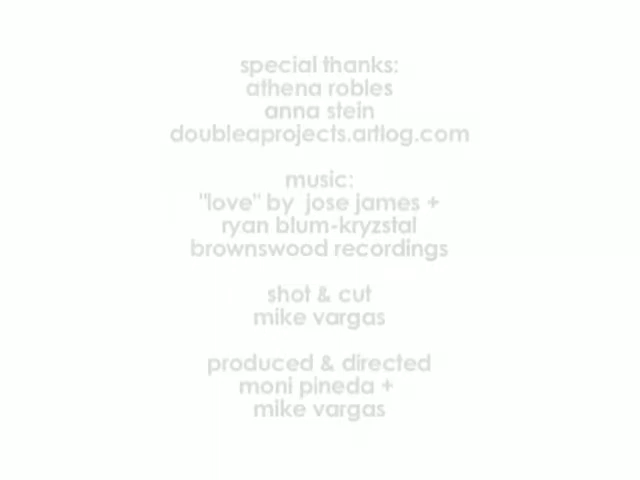 special thanks:
athena robles
anna stein
doubleaprojects.artlog.com
music:
"love" by jose james +
ryan blum-kryzstal
brownswood recordings
shot & cut
mike vargas
produced & directed
moni pineda +
mike vargas